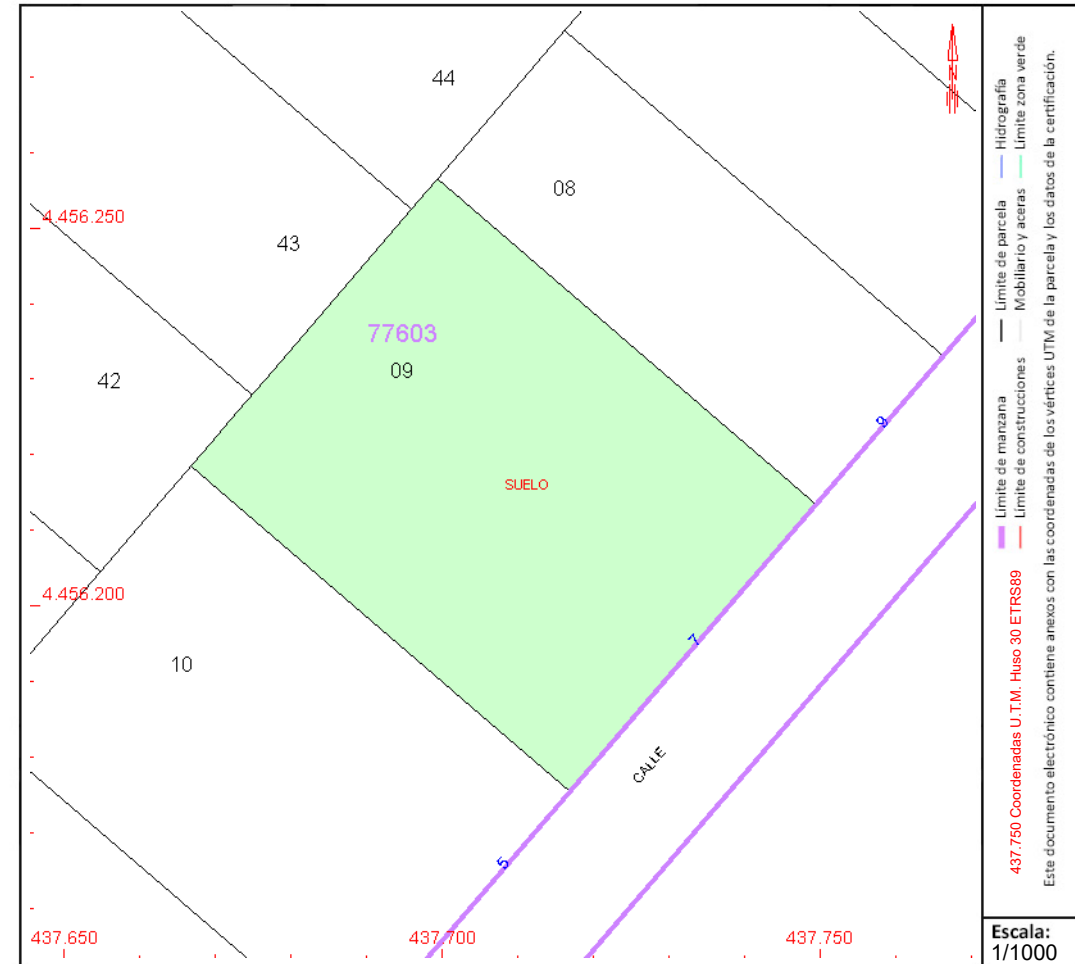 44
08
4.456.250
43
77603
09
42
9
SUELO
4.456.200
7
10
CALLE
5
437.650
437.700
437.750
437.750 Coordenadas U.T.M. Huso 30 ETRS89
Límite de manzana
Límite de parcela
Hidrografía
Límite de construcciones
Mobiliario y aceras
Límite zona verde
Este documento electrónico contiene anexos con las coordenadas de los vértices UTM de la parcela y los datos de la certificación.
Escala:
1/1000